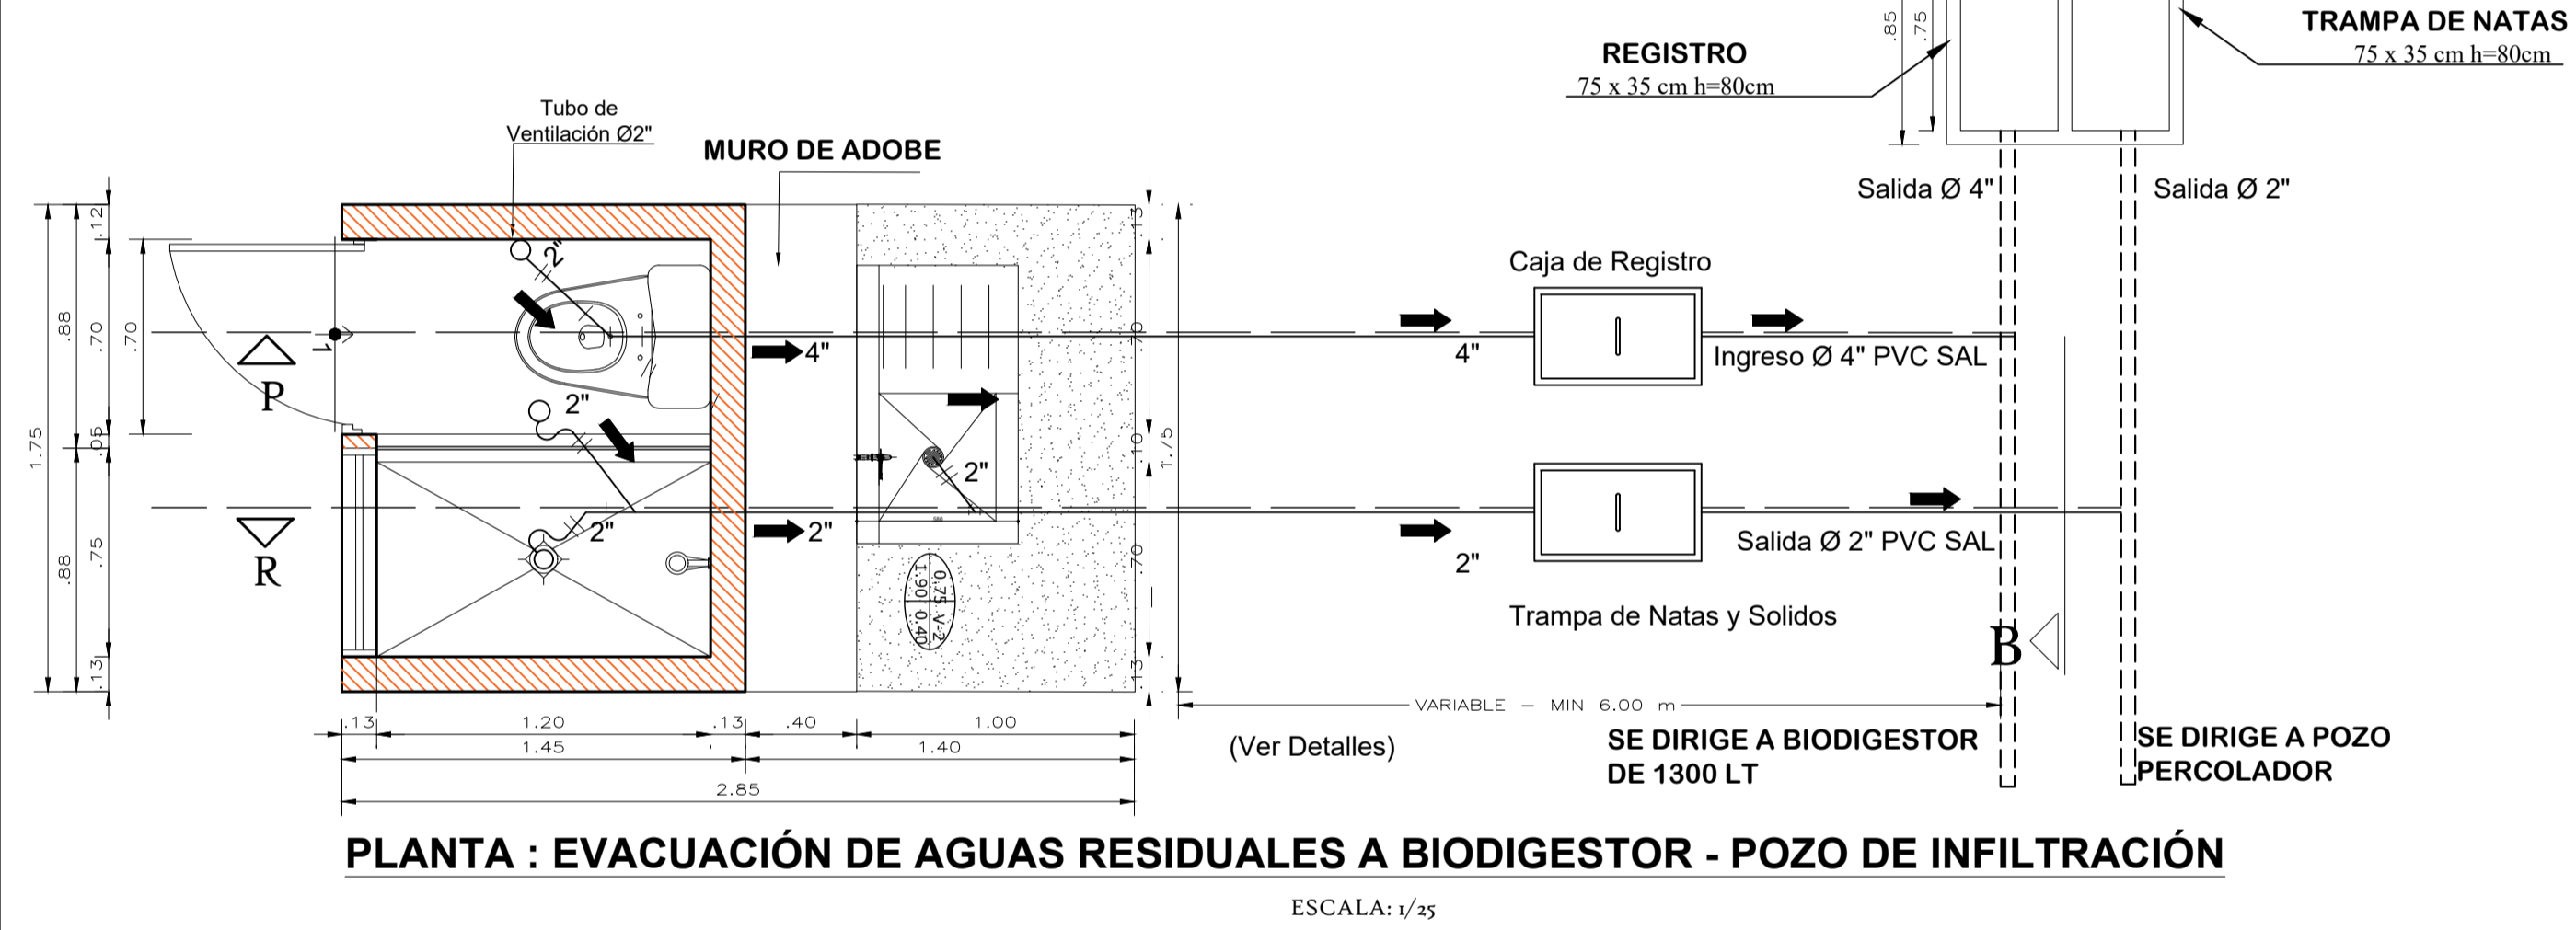 TRAMPA DE NATAS
75 x 35 cm h=80cm
REGISTRO
75 x 35 cm h=80cm
.85
.75
Tubo de
Ventilación Ø2"
MURO DE ADOBE
Salida Ø 4"
Salida Ø 2"
Caja de Registro
4"
Ingreso Ø 4" PVC SAL
2"
Salida Ø 2" PVC SAL
Trampa de Natas y Solidos
2"
4"
2"
2"
2"
2"
P
R
B
1
1.75
.88
.88
.12
.70
.05
.75
.13
.70
.13
.70
.10
.70
.13
1.75
0.75 V-2
1.90 0.40
.13
1.20
.13
.40
1.00
1.45
1.40
2.85
VARIABLE – MIN 6.00 m
(Ver Detalles)
SE DIRIGE A BIODIGESTOR
DE 1300 LT
SE DIRIGE A POZO
PERCOLADOR
PLANTA : EVACUACIÓN DE AGUAS RESIDUALES A BIODIGESTOR - POZO DE INFILTRACIÓN
ESCALA: 1/25